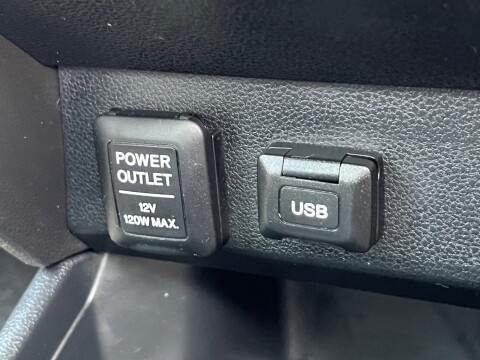 POWER
OUTLET
12V
120W MAX.
USB